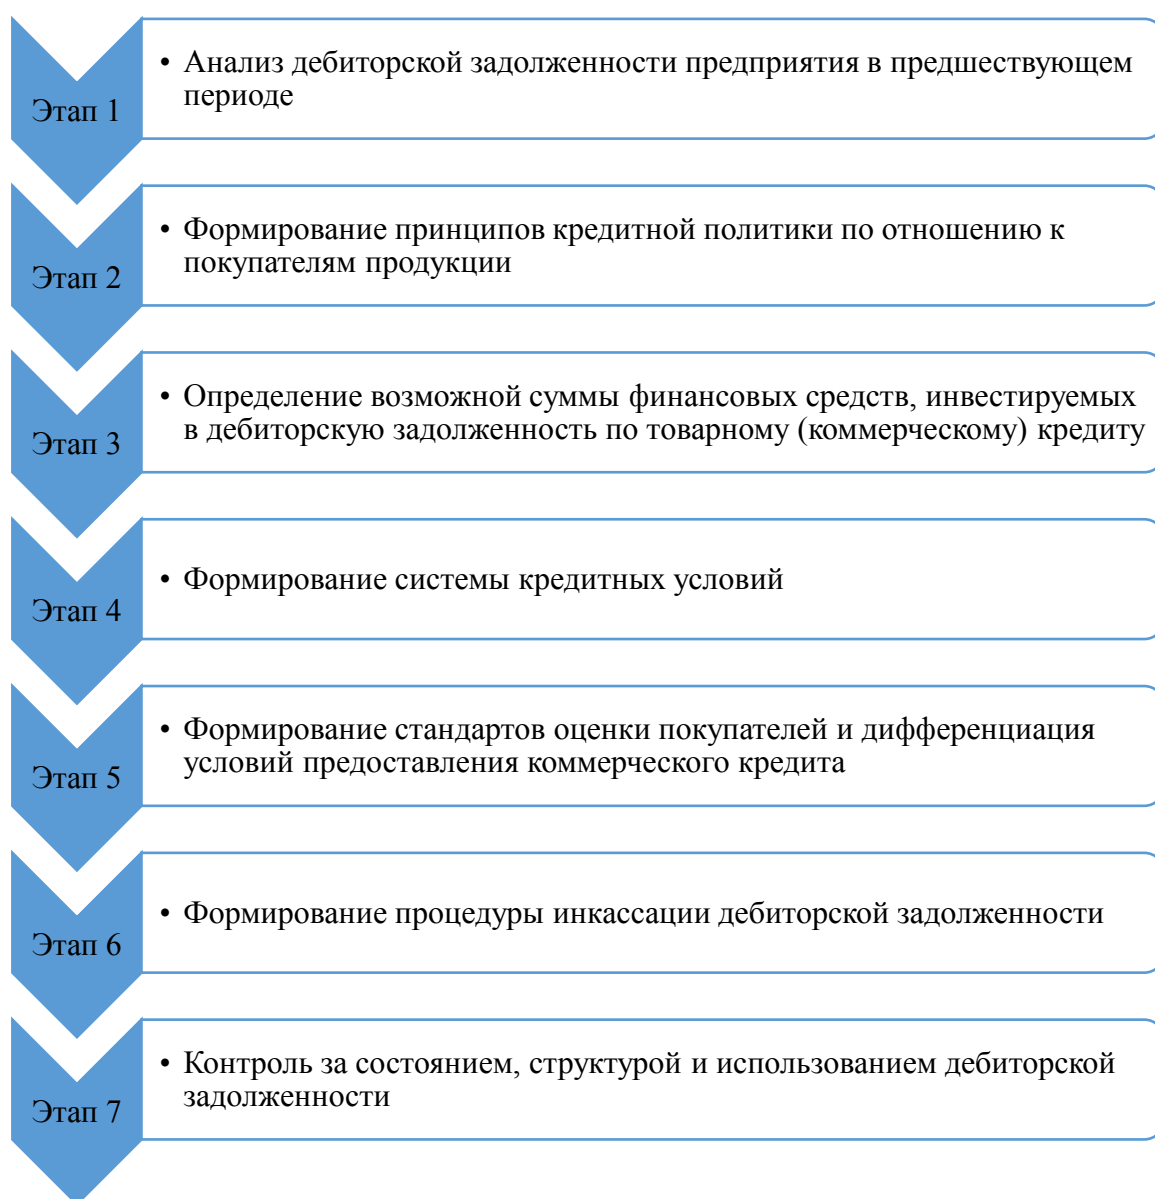 Этап 1
• Анализ дебиторской задолженности предприятия в предшествующем
периоде
Этап 2
• Формирование принципов кредитной политики по отношению к
покупателям продукции
Этап 3
• Определение возможной суммы финансовых средств, инвестируемых
в дебиторскую задолженность по товарному (коммерческому) кредиту
Этап 4
• Формирование системы кредитных условий
Этап 5
• Формирование стандартов оценки покупателей и дифференциация
условий предоставления коммерческого кредита
Этап 6
• Формирование процедуры инкассации дебиторской задолженности
Этап 7
• Контроль за состоянием, структурой и использованием дебиторской
задолженности